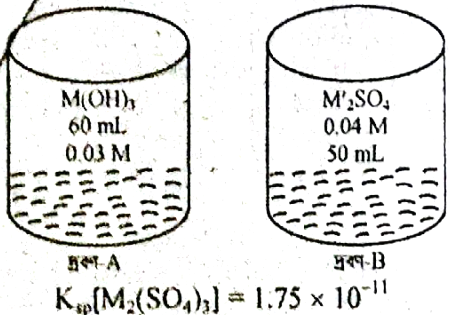 M(OH)₃
60 mL
0.03 M
M'₂SO₄
0.04 M
50 mL
দ্রবণ-A
দ্রবণ-B
Kₛₚ[M₂(SO₄)₃] = 1.75 × 10⁻¹¹